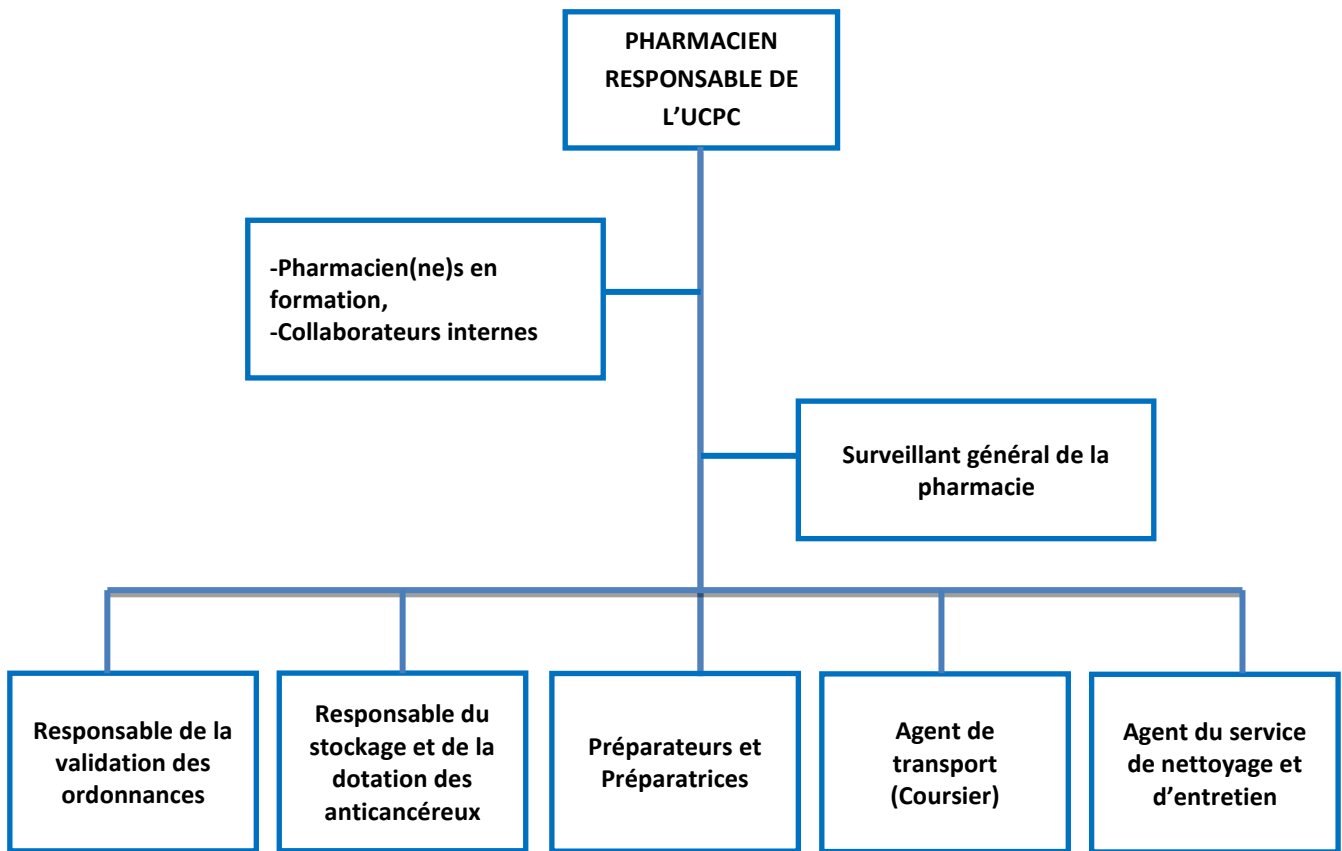 PHARMACIEN
RESPONSABLE DE
L’UCPC
-Pharmacien(ne)s en
formation,
-Collaborateurs internes
Surveillant général de la
pharmacie
Responsable de la
validation des
ordonnances
Responsable du
stockage et de la
dotation des
anticancéreux
Préparateurs et
Préparatrices
Agent de
transport
(Coursier)
Agent du service
de nettoyage et
d’entretien